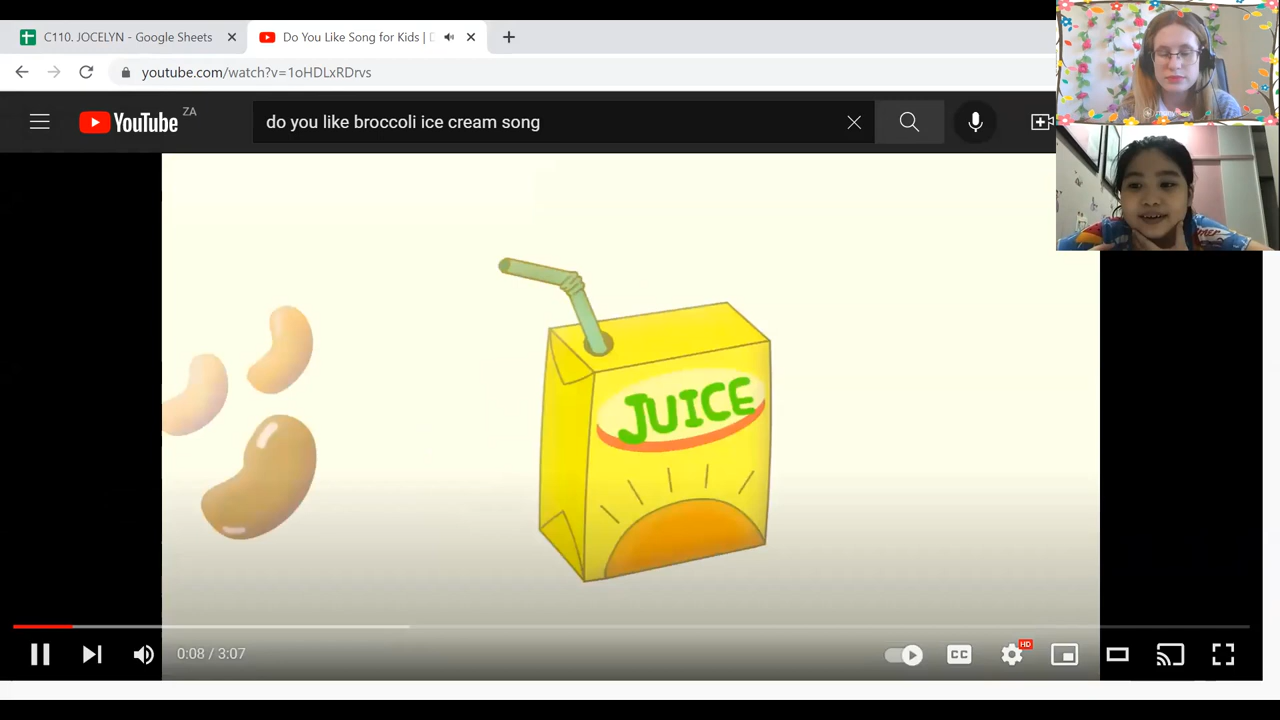 C110. JOCELYN - Google Sheets
Do You Like Song for Kids |
youtube.com/watch?v=1oHDLxRDrvs
YouTube ZA
do you like broccoli ice cream song
JUICE
0:08 / 3:07
CC
HD